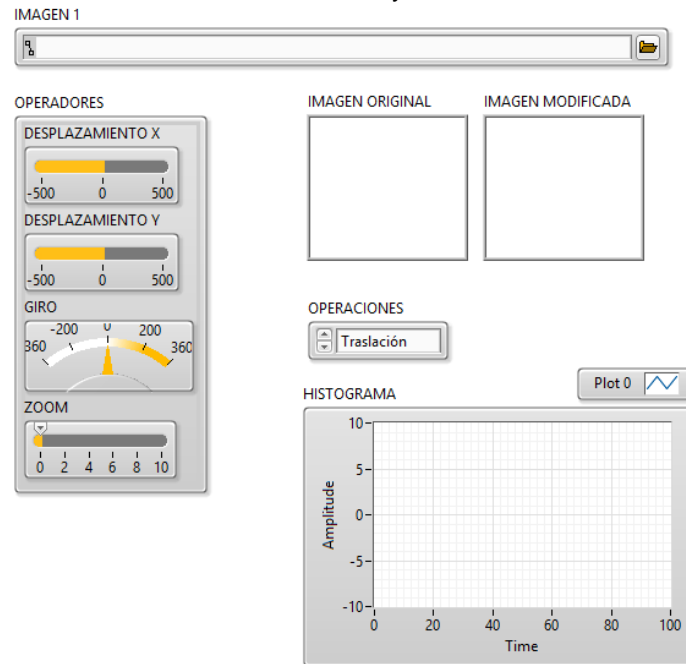 IMAGEN 1
OPERADORES
DESPLAZAMIENTO X
-500 0 500
DESPLAZAMIENTO Y
-500 0 500
GIRO
-200 0 200
360 360
ZOOM
0 2 4 6 8 10
IMAGEN ORIGINAL IMAGEN MODIFICADA
OPERACIONES
Traslación
Plot 0
HISTOGRAMA
10
5
0
-5
-10
Amplitude
0 20 40 60 80 100
Time